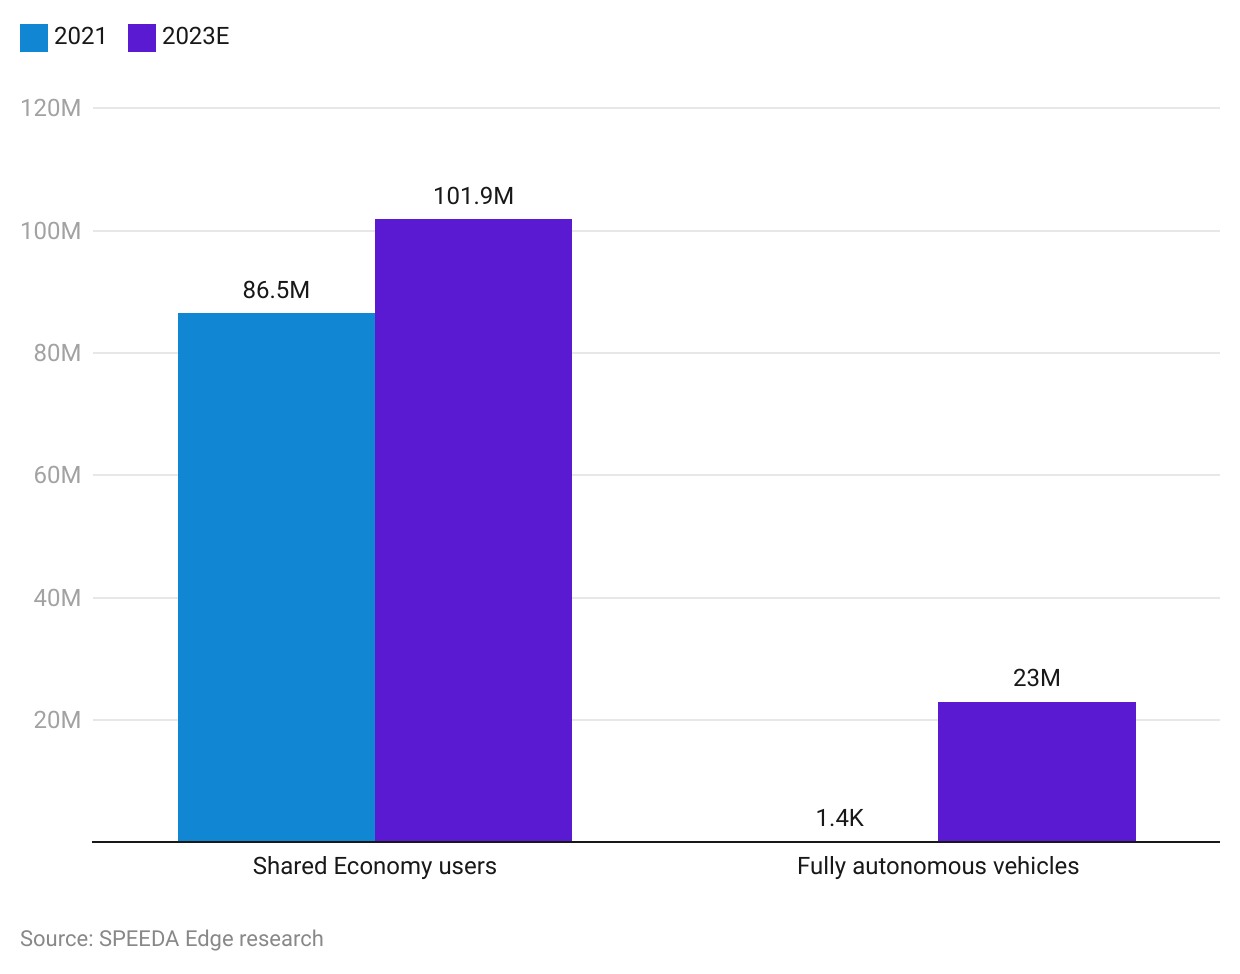 2021 2023E
120M
101.9M
100M
86.5M
80M
60M
40M
23M
20M
1.4K
Shared Economy users Fully autonomous vehicles
Source: SPEEDA Edge research